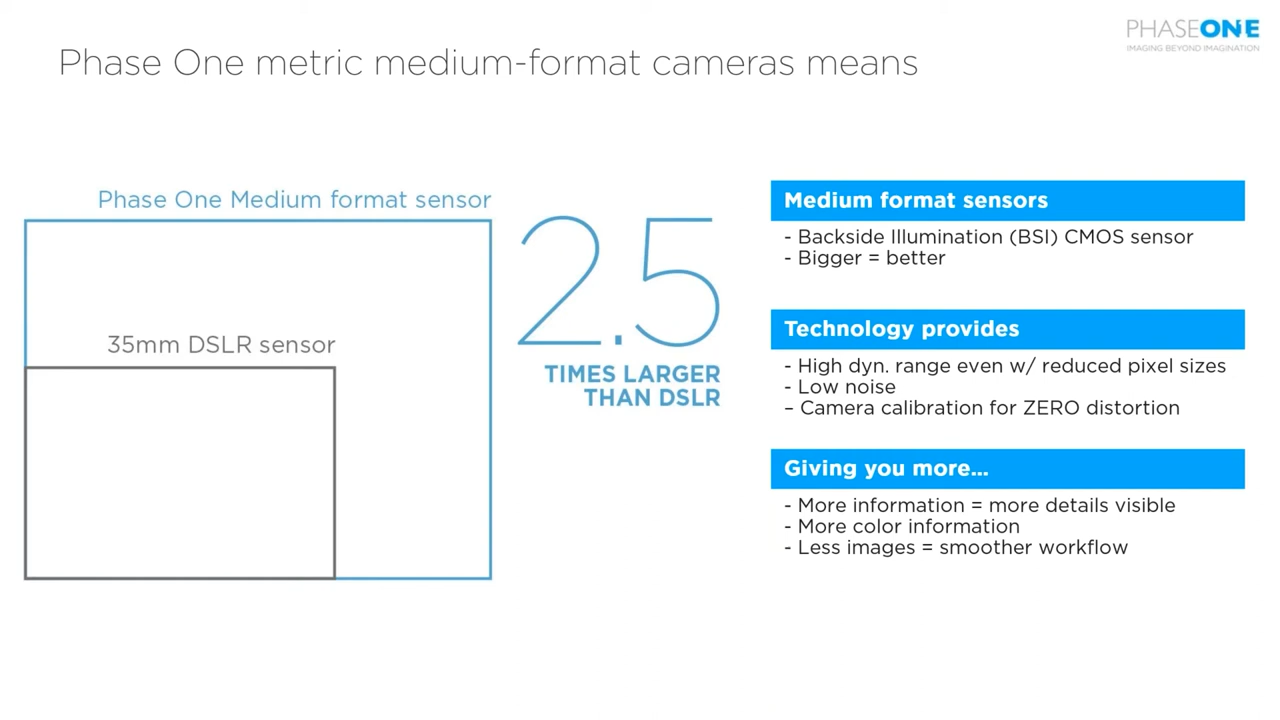 PHASEONE
IMAGING BEYOND IMAGINATION
Phase One metric medium-format cameras means
Phase One Medium format sensor
35mm DSLR sensor
2.5
TIMES LARGER
THAN DSLR
Medium format sensors
- Backside Illumination (BSI) CMOS sensor
- Bigger = better
Technology provides
- High dyn. range even w/ reduced pixel sizes
- Low noise
– Camera calibration for ZERO distortion
Giving you more...
- More information = more details visible
- More color information
- Less images = smoother workflow